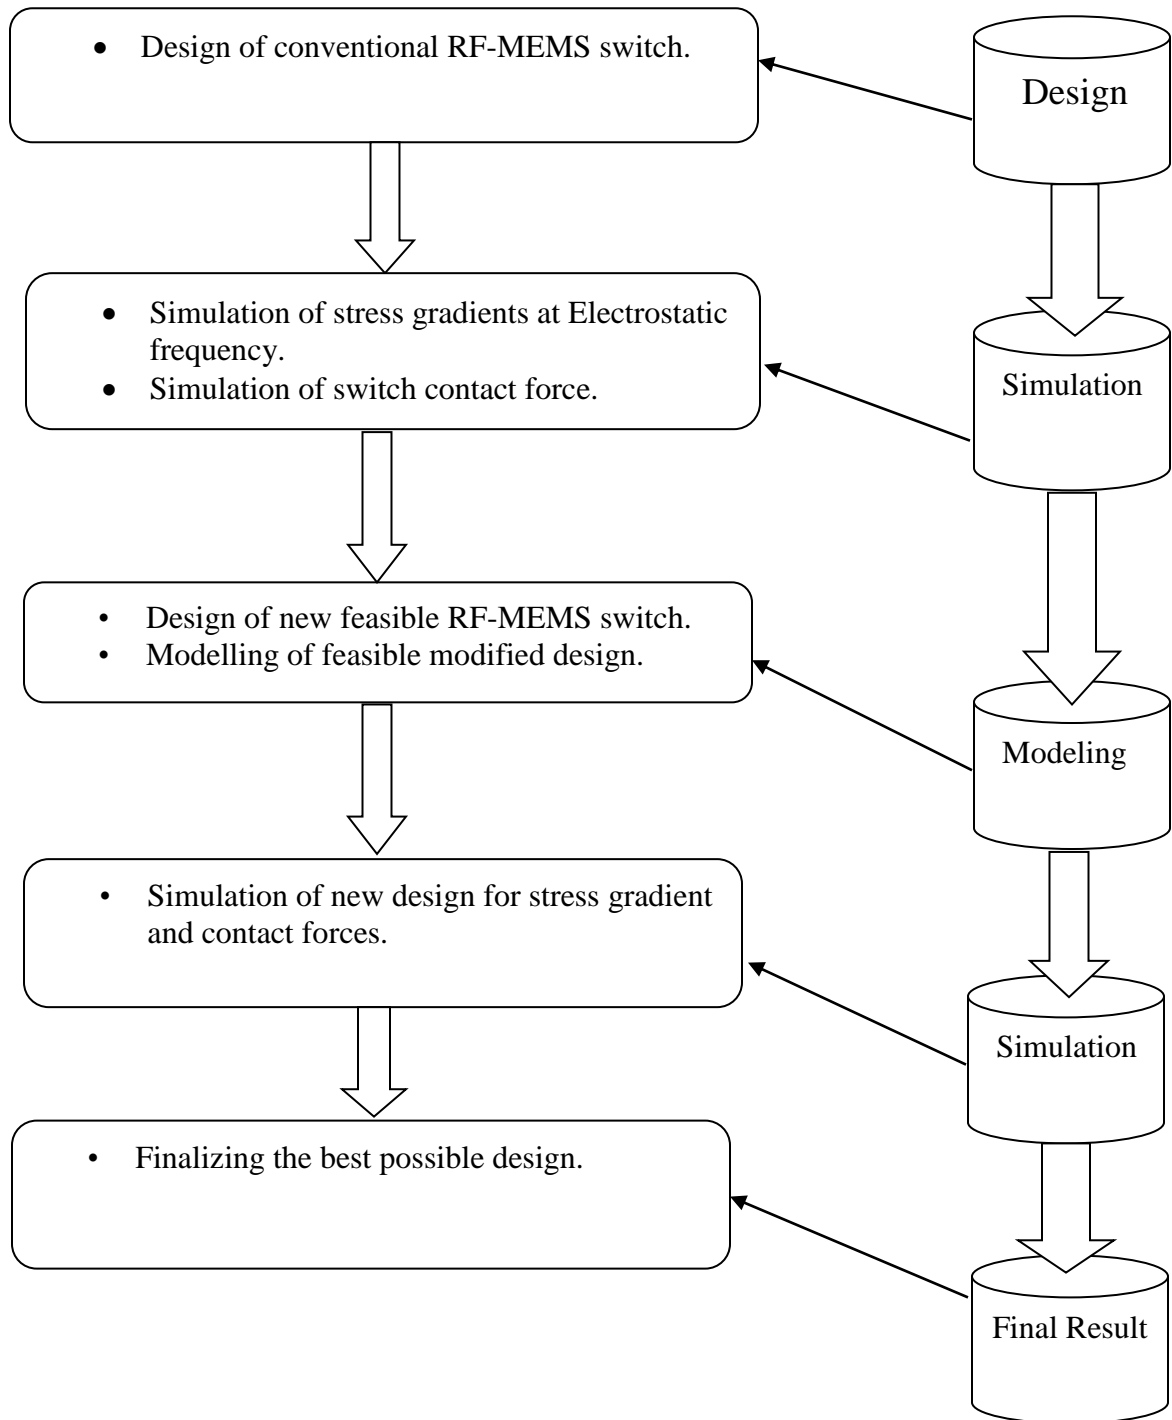 • Design of conventional RF-MEMS switch.
Design
• Simulation of stress gradients at Electrostatic
frequency.
• Simulation of switch contact force.
Simulation
• Design of new feasible RF-MEMS switch.
• Modelling of feasible modified design.
Modeling
• Simulation of new design for stress gradient
and contact forces.
Simulation
• Finalizing the best possible design.
Final Result